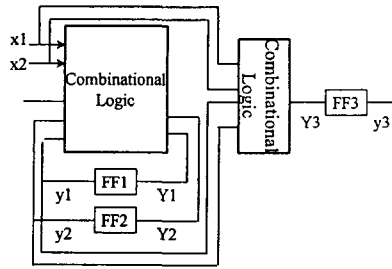 x1
x2
Combinational
Logic
Combinational
Logic
Y3
FF3
y3
y1
FF1
Y1
y2
FF2
Y2